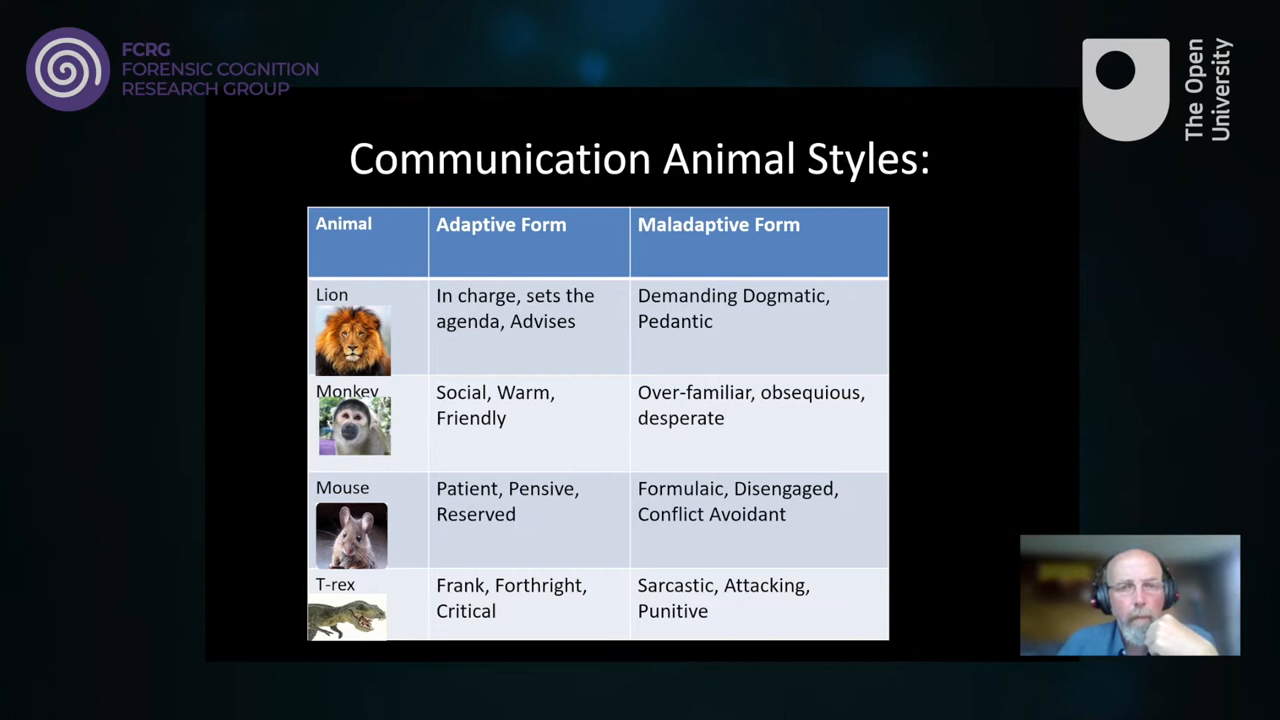 FCRG
FORENSIC COGNITION
RESEARCH GROUP
The Open
University
Communication Animal Styles:
Animal
Adaptive Form
Maladaptive Form
Lion
In charge, sets the
agenda, Advises
Demanding Dogmatic,
Pedantic
Monkey
Social, Warm,
Friendly
Over-familiar, obsequious,
desperate
Mouse
Patient, Pensive,
Reserved
Formulaic, Disengaged,
Conflict Avoidant
T-rex
Frank, Forthright,
Critical
Sarcastic, Attacking,
Punitive